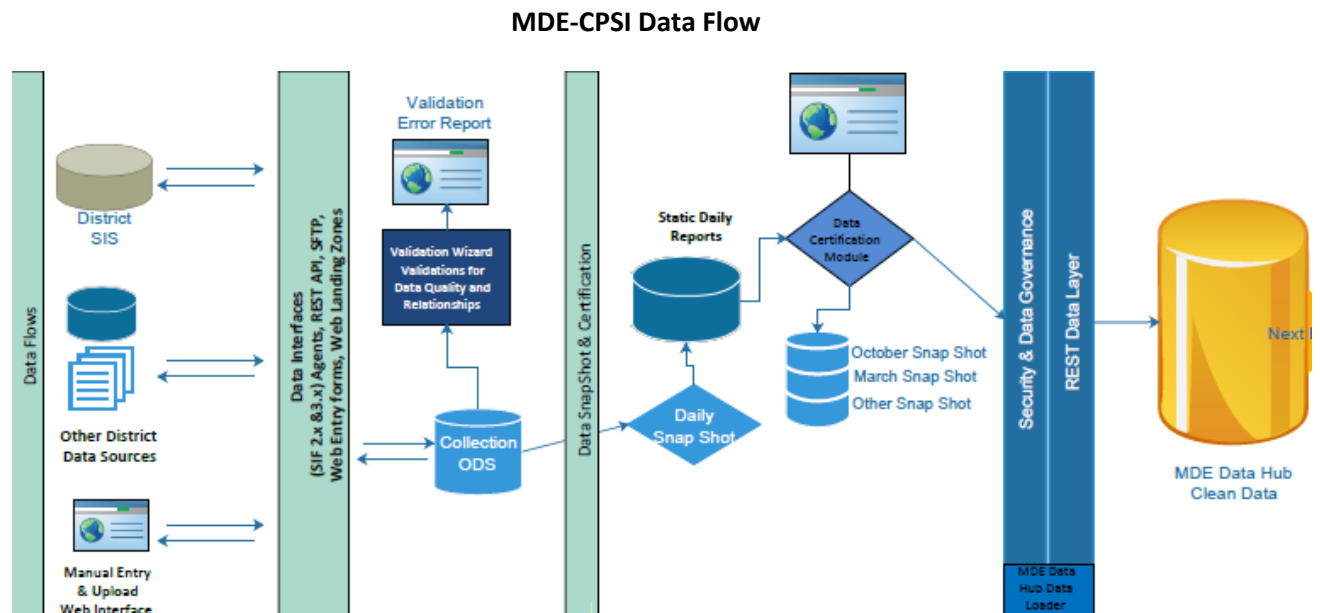 MDE-CPSI Data Flow
Data Flows
District
SIS
Other District
Data Sources
Manual Entry
& Upload
Web Interface
Data Interfaces
(SIF 2.x &3.x) Agents, REST API, SFTP,
Web Entry forms, Web Landing Zones
Validation
Error Report
Validation Wizard
Validations for
Data Quality and
Relationships
Collection
ODS
Data SnapShot & Certification
Static Daily
Reports
Daily
Snap Shot
Data
Certification
Module
October Snap Shot
March Snap Shot
Other Snap Shot
Security & Data Governance
REST Data Layer
MDE Data
Hub Data
Loader
Next
MDE Data Hub
Clean Data